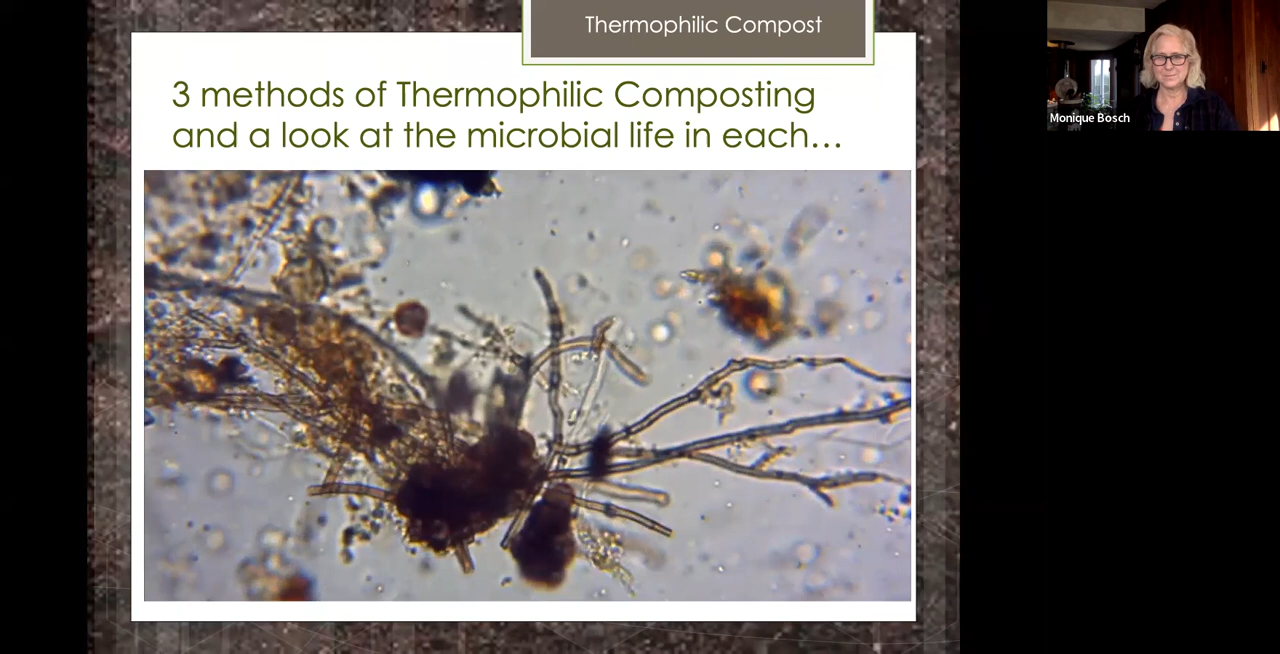 Thermophilic Compost
3 methods of Thermophilic Composting
and a look at the microbial life in each…
Monique Bosch